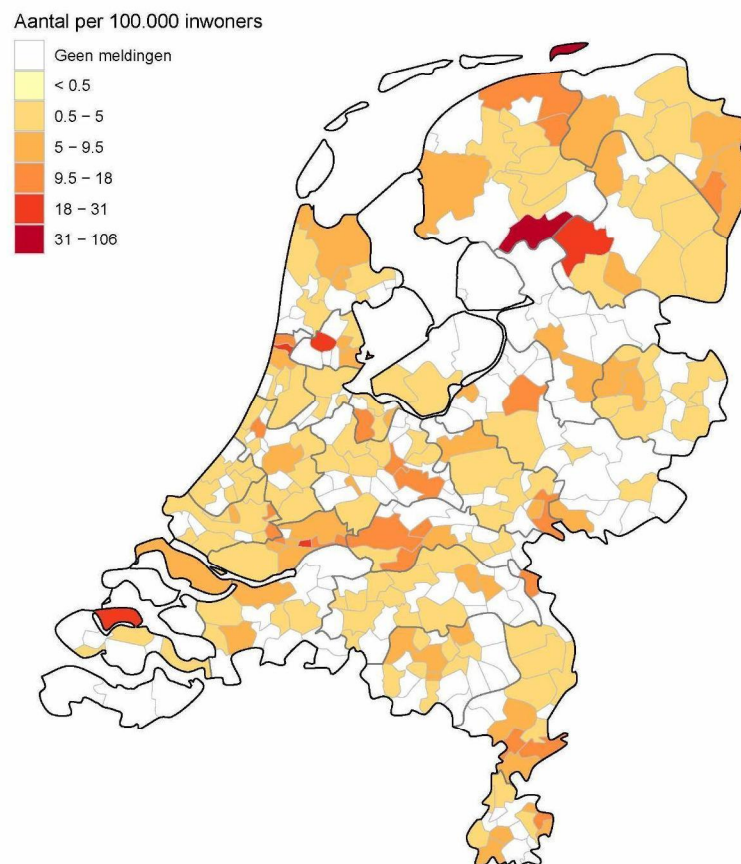 Aantal per 100.000 inwoners
Geen meldingen
< 0.5
0.5 – 5
5 – 9.5
9.5 – 18
18 – 31
31 – 106